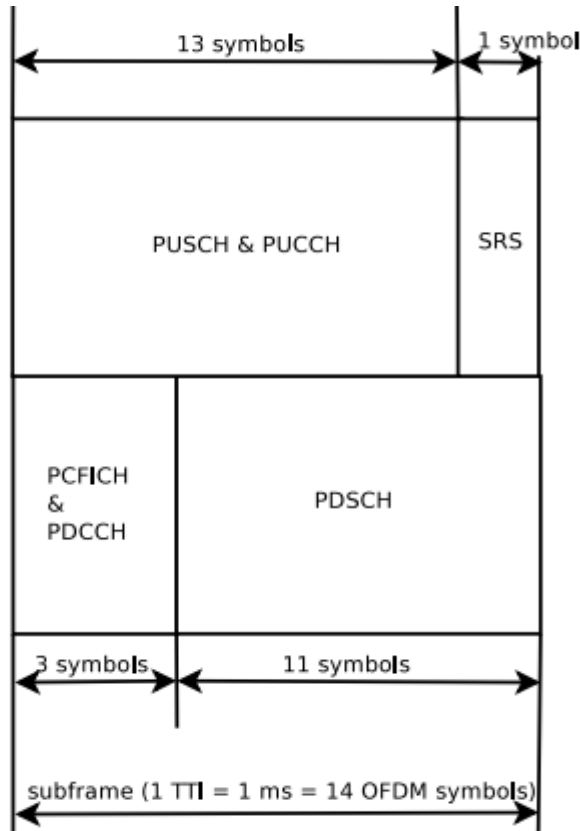 13 symbols
1 symbol
PUSCH & PUCCH
SRS
PCFICH
&
PDCCH
PDSCH
3 symbols
11 symbols
subframe (1 TTI = 1 ms = 14 OFDM symbols)